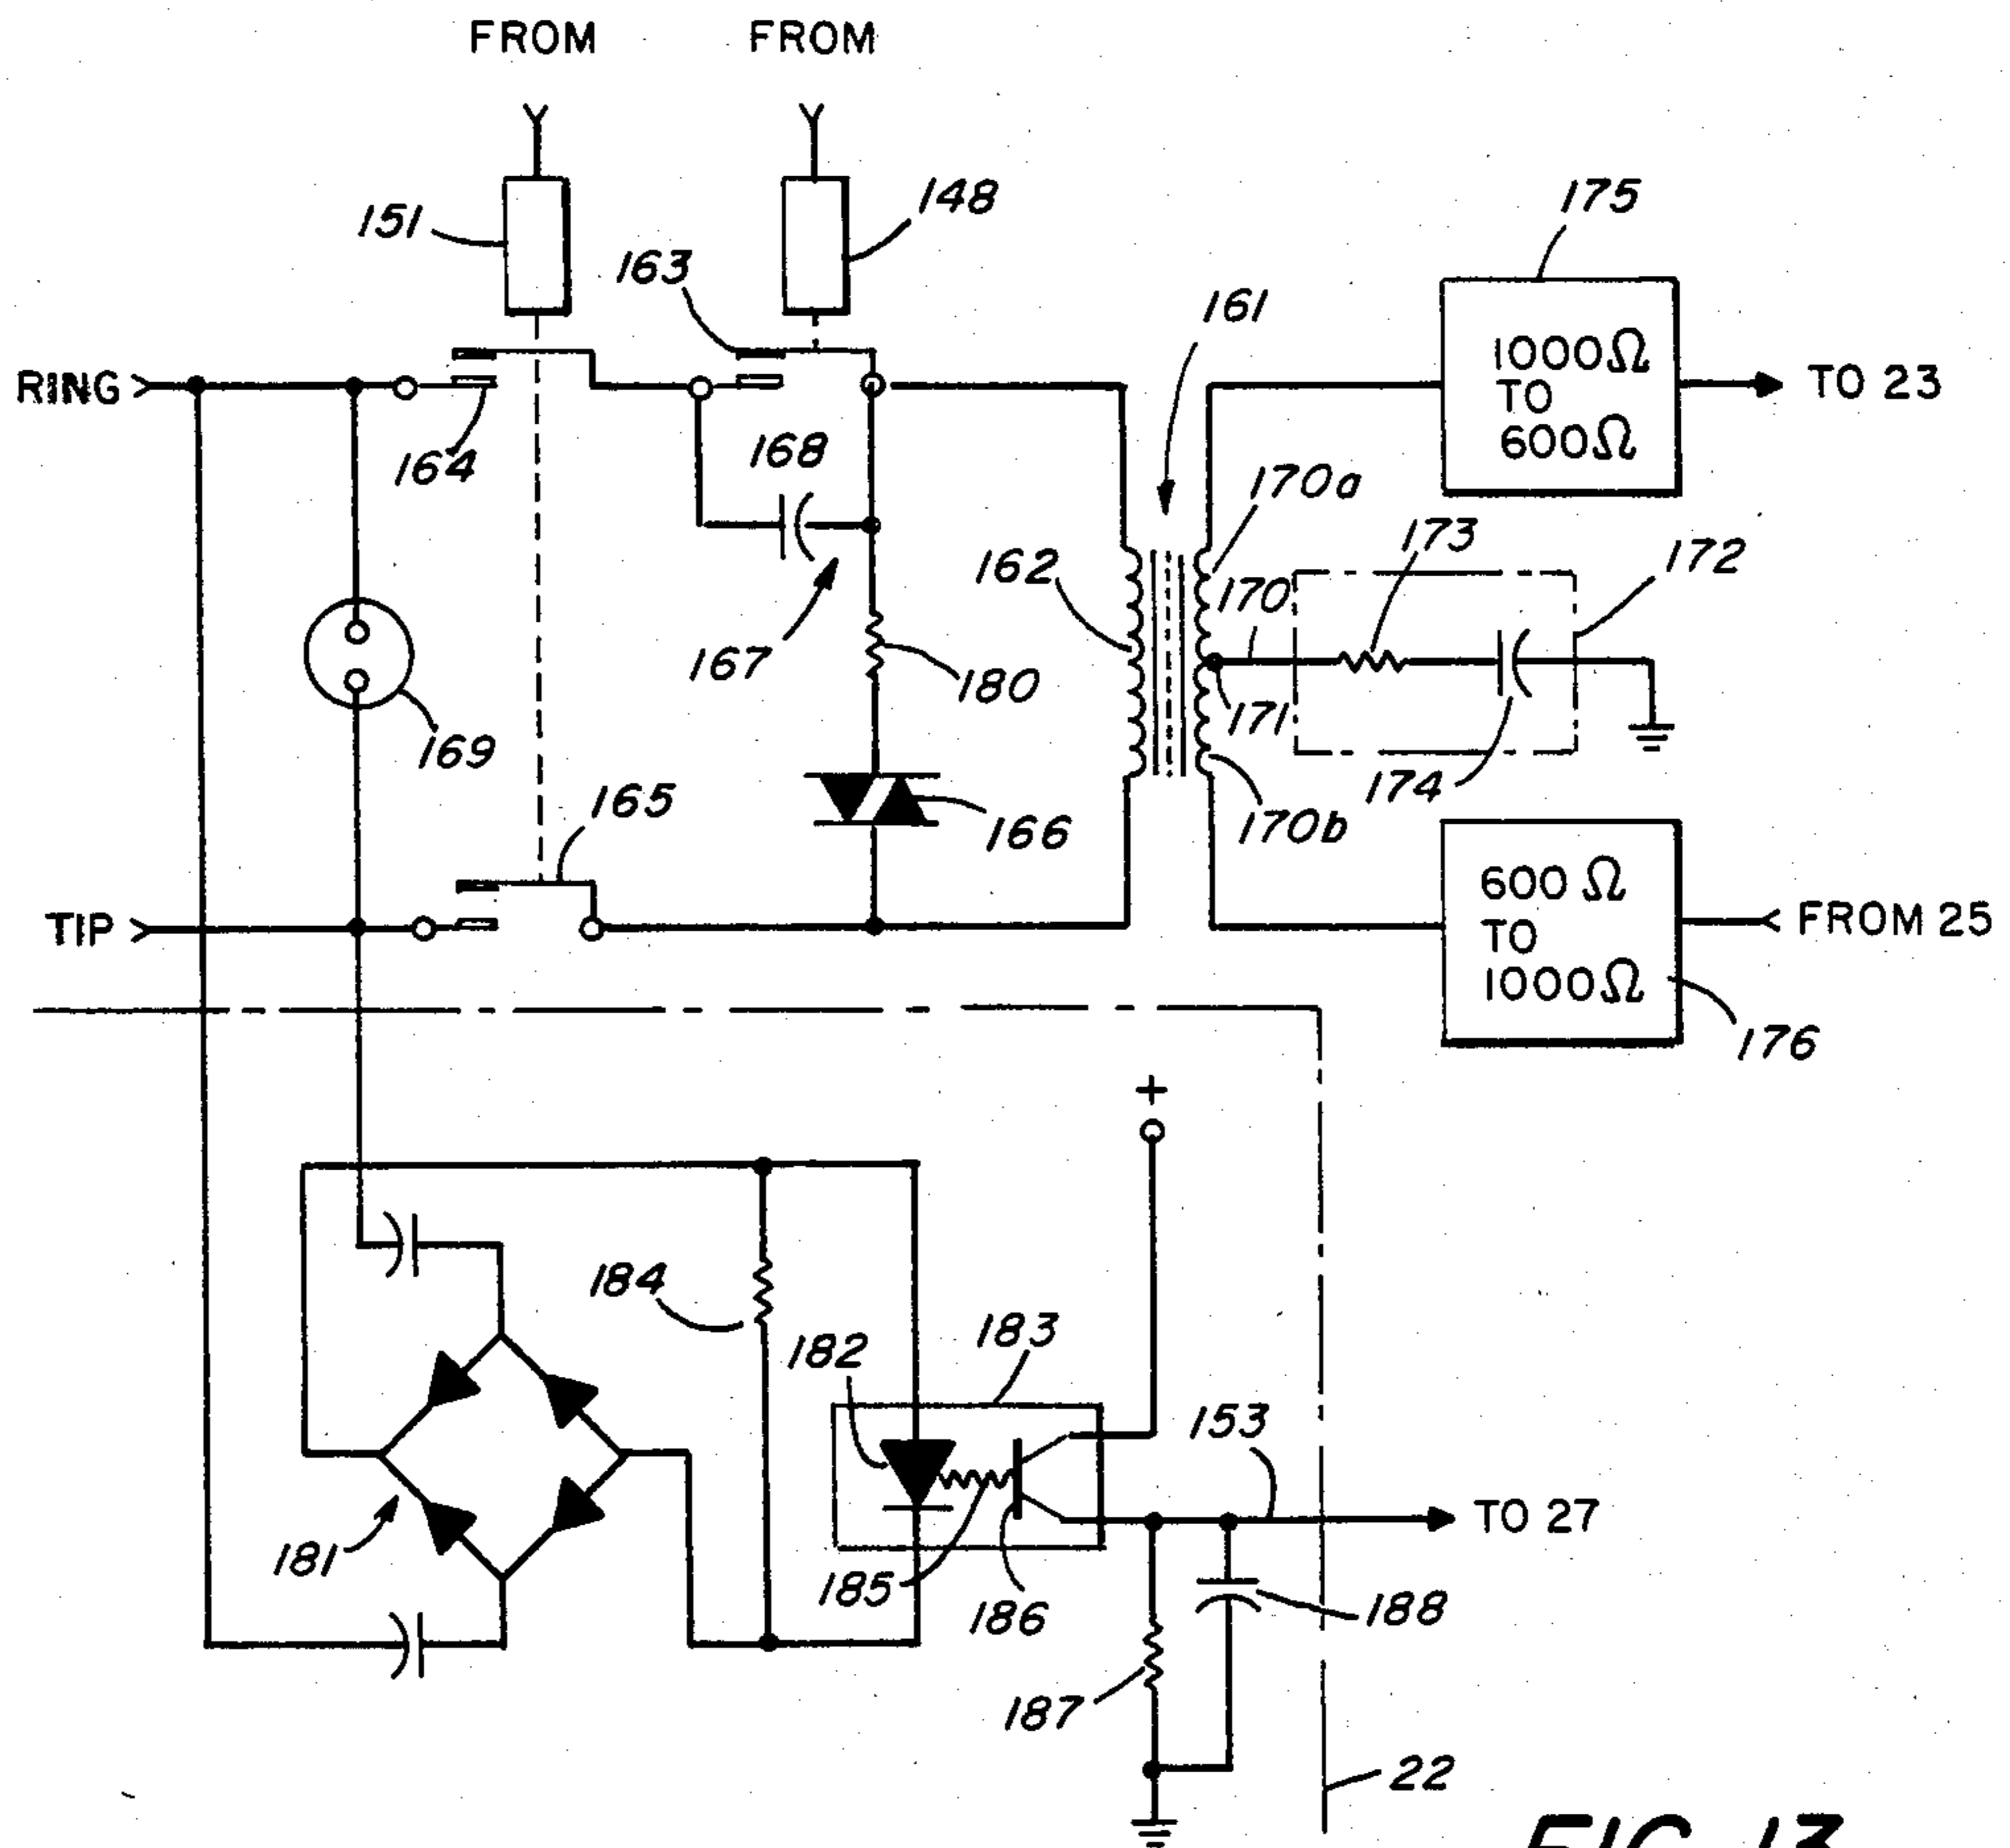 FROM FROM
151
148
163
175
161
1000Ω
TO
600Ω
RING
TO 23
164
168
170a
173
172
162
170
167
180
171
169
174
165
166
170b
600 Ω
TO
1000Ω
TIP
FROM 25
176
+
184
183
182
153
TO 27
181
185
186
188
187
22
FIG. 13